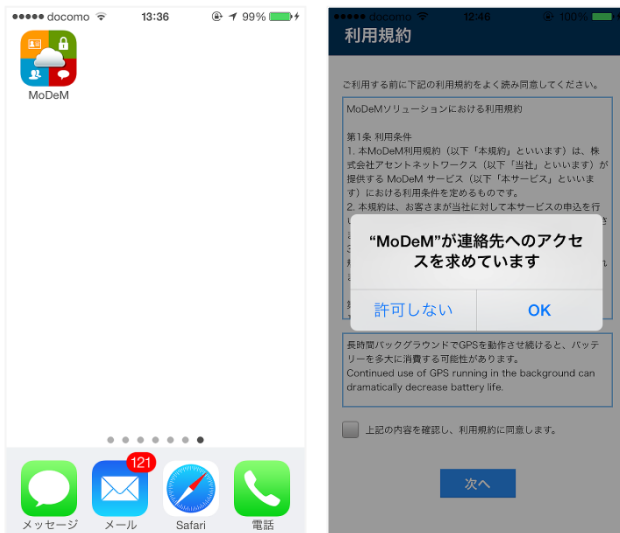 docomo 13:36 99%
MoDeM
121
メッセージ メール Safari 電話
docomo 12:46 100%
利用規約
ご利用する前に下記の利用規約をよく読み同意してください。
MoDeMソリューションにおける利用規約
第1条 利用条件
1. 本MoDeM利用規約（以下「本規約」といいます）は、株
式会社アセントネットワークス（以下「当社」といいます）が
提供する MoDeM サービス（以下「本サービス」といいま
す）における利用条件を定めるものです。
2. 本規約は、お客さまが当社に対して本サービスの申込を行
“MoDeM”が連絡先へのアクセ
スを求めています
許可しない OK
長時間バックグラウンドでGPSを動作させ続けると、バッテ
リーを多大に消費する可能性があります。
Continued use of GPS running in the background can
dramatically decrease battery life.
上記の内容を確認し、利用規約に同意します。
次へ